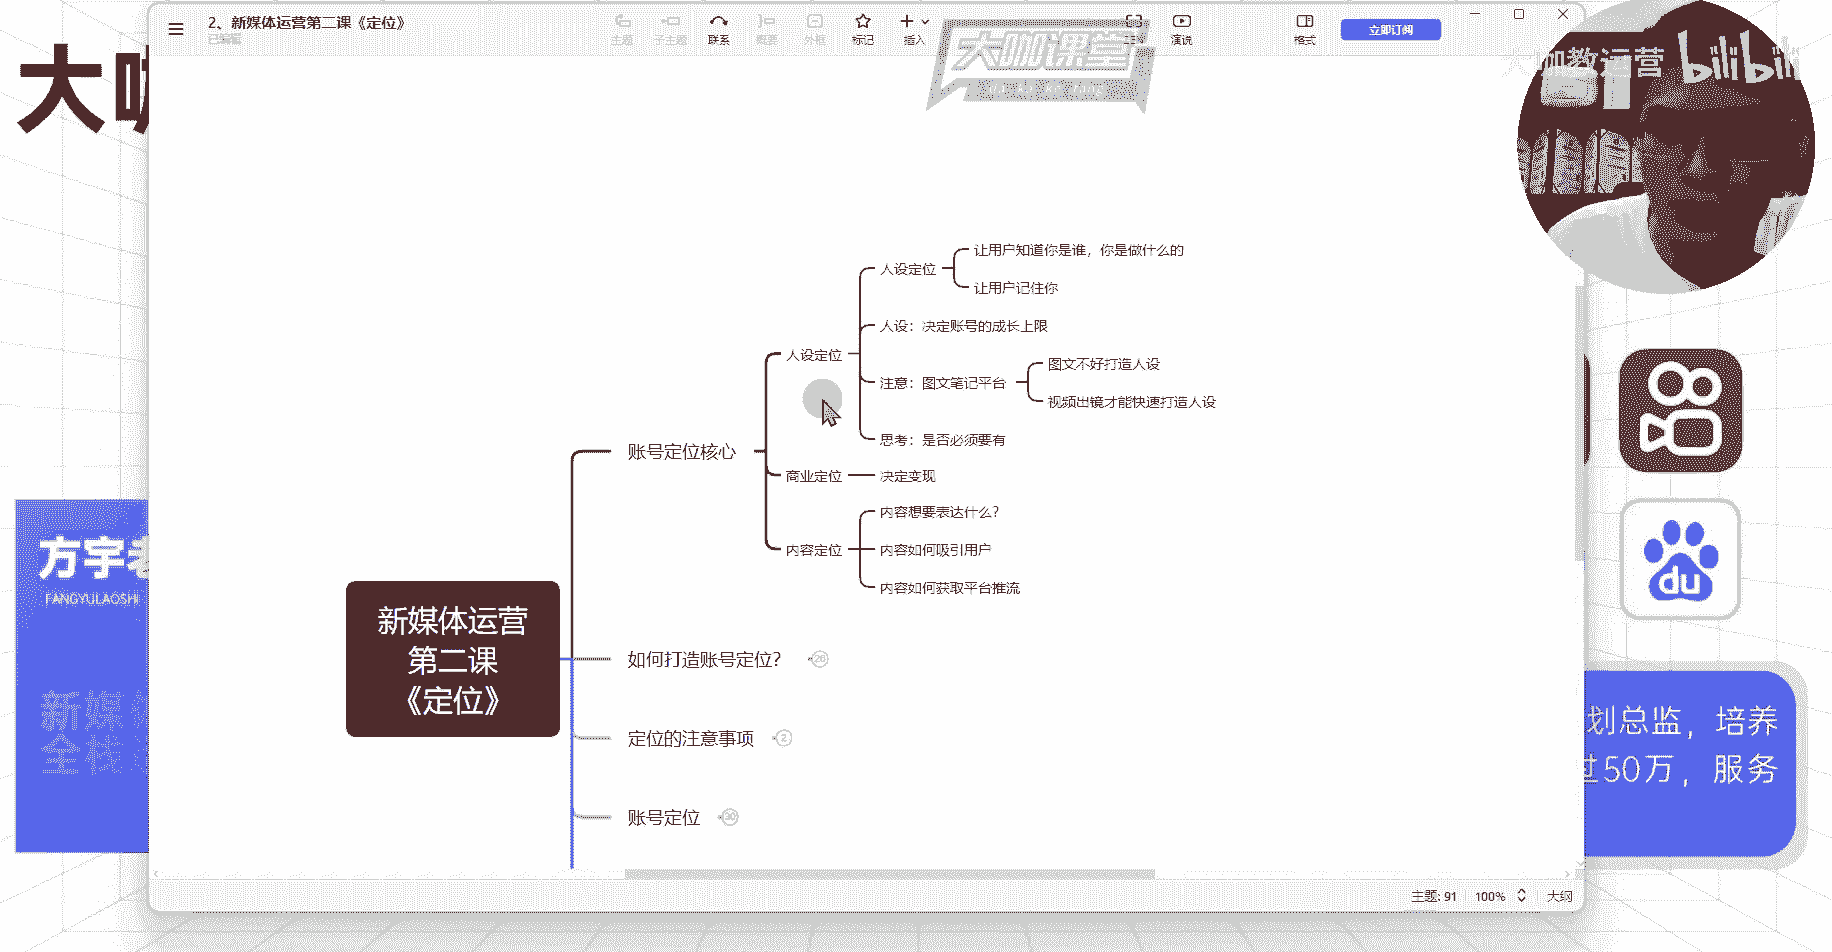 2、新媒体运营第二课《定位》
已编辑
主题
子主题
联系
概要
外框
标记
插入
演说
格式
立即订阅
大咖课堂
大咖教运营 bilibili
大咖
人设定位
让用户知道你是谁，你是做什么的
让用户记住你
人设：决定账号的成长上限
人设定位
注意：图文笔记平台
图文不好打造人设
视频出镜才能快速打造人设
思考：是否必须要有
账号定位核心
商业定位
决定变现
内容想要表达什么？
内容定位
内容如何吸引用户
内容如何获取平台推流
新媒体运营
第二课
《定位》
如何打造账号定位？
26
定位的注意事项
2
账号定位
30
方宇老
FANGYULAOSHI
新媒体
全栈
du
划总监，培养
过50万，服务
主题: 91
100%
大纲